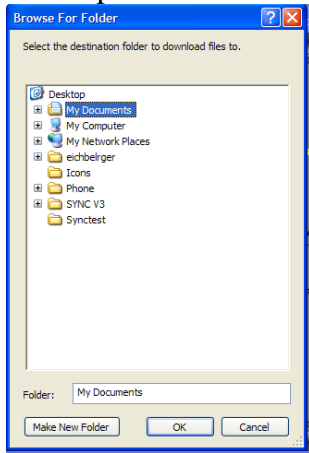 Browse For Folder
Select the destination folder to download files to.
Desktop
My Documents
My Computer
My Network Places
eichbelrger
Icons
Phone
SYNC V3
Synctest
Folder: My Documents
Make New Folder OK Cancel